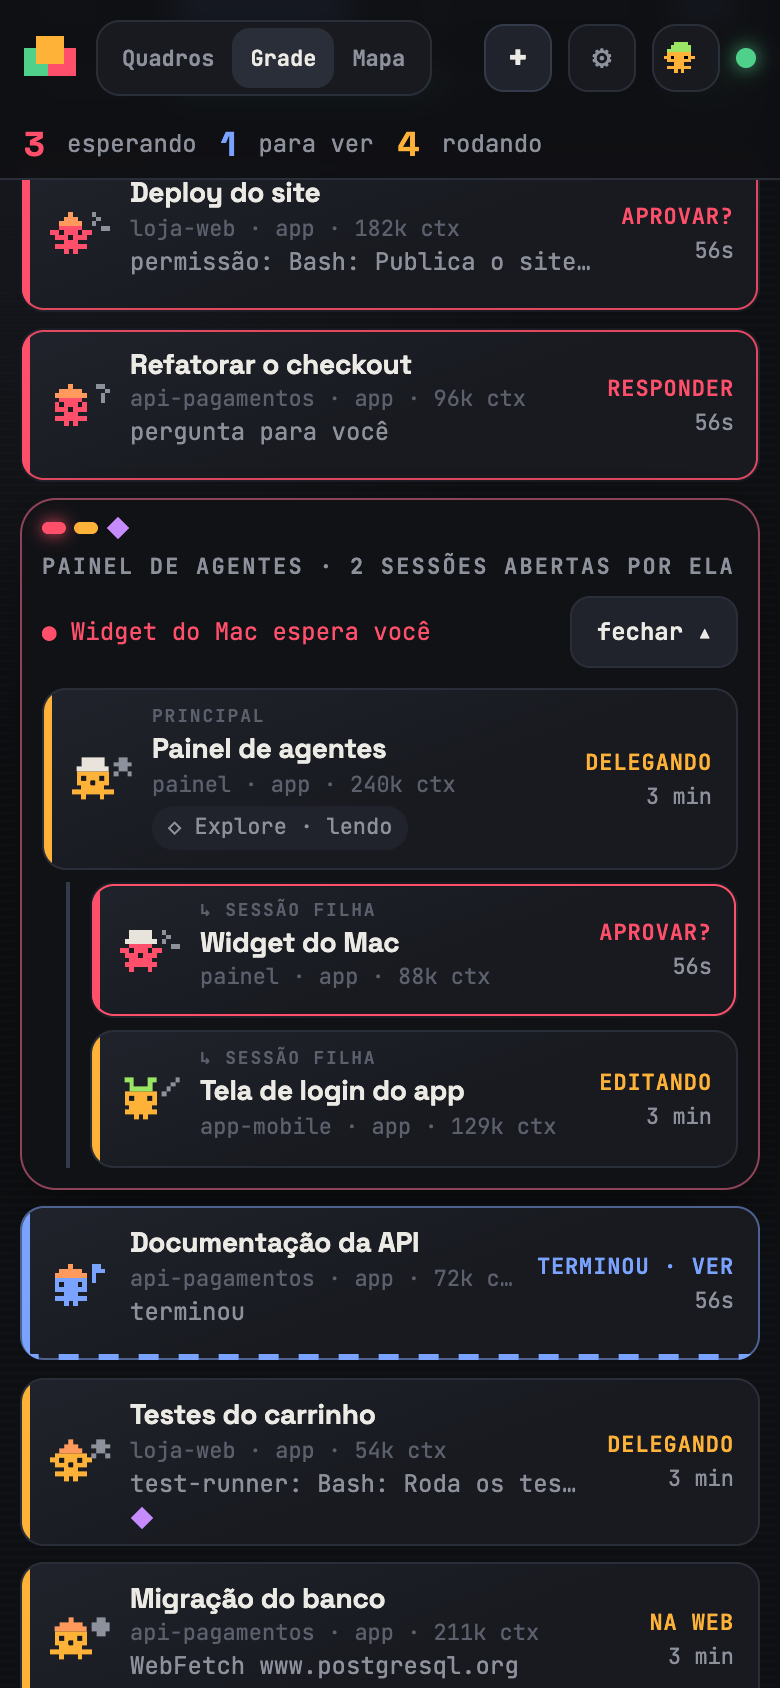 Quadros Grade Mapa + ⚙
3 esperando 1 para ver 4 rodando
Deploy do site
loja-web · app · 182k ctx
permissão: Bash: Publica o site…
APROVAR?
56s
Refatorar o checkout
api-pagamentos · app · 96k ctx
pergunta para você
RESPONDER
56s
PAINEL DE AGENTES · 2 SESSÕES ABERTAS POR ELA
● Widget do Mac espera você
fechar ▴
PRINCIPAL
Painel de agentes
painel · app · 240k ctx
◇ Explore · lendo
DELEGANDO
3 min
↳ SESSÃO FILHA
Widget do Mac
painel · app · 88k ctx
APROVAR?
56s
↳ SESSÃO FILHA
Tela de login do app
app-mobile · app · 129k ctx
EDITANDO
3 min
Documentação da API
api-pagamentos · app · 72k c…
terminou
TERMINOU · VER
56s
Testes do carrinho
loja-web · app · 54k ctx
test-runner: Bash: Roda os tes…
DELEGANDO
3 min
Migração do banco
api-pagamentos · app · 211k ctx
WebFetch www.postgresql.org
NA WEB
3 min